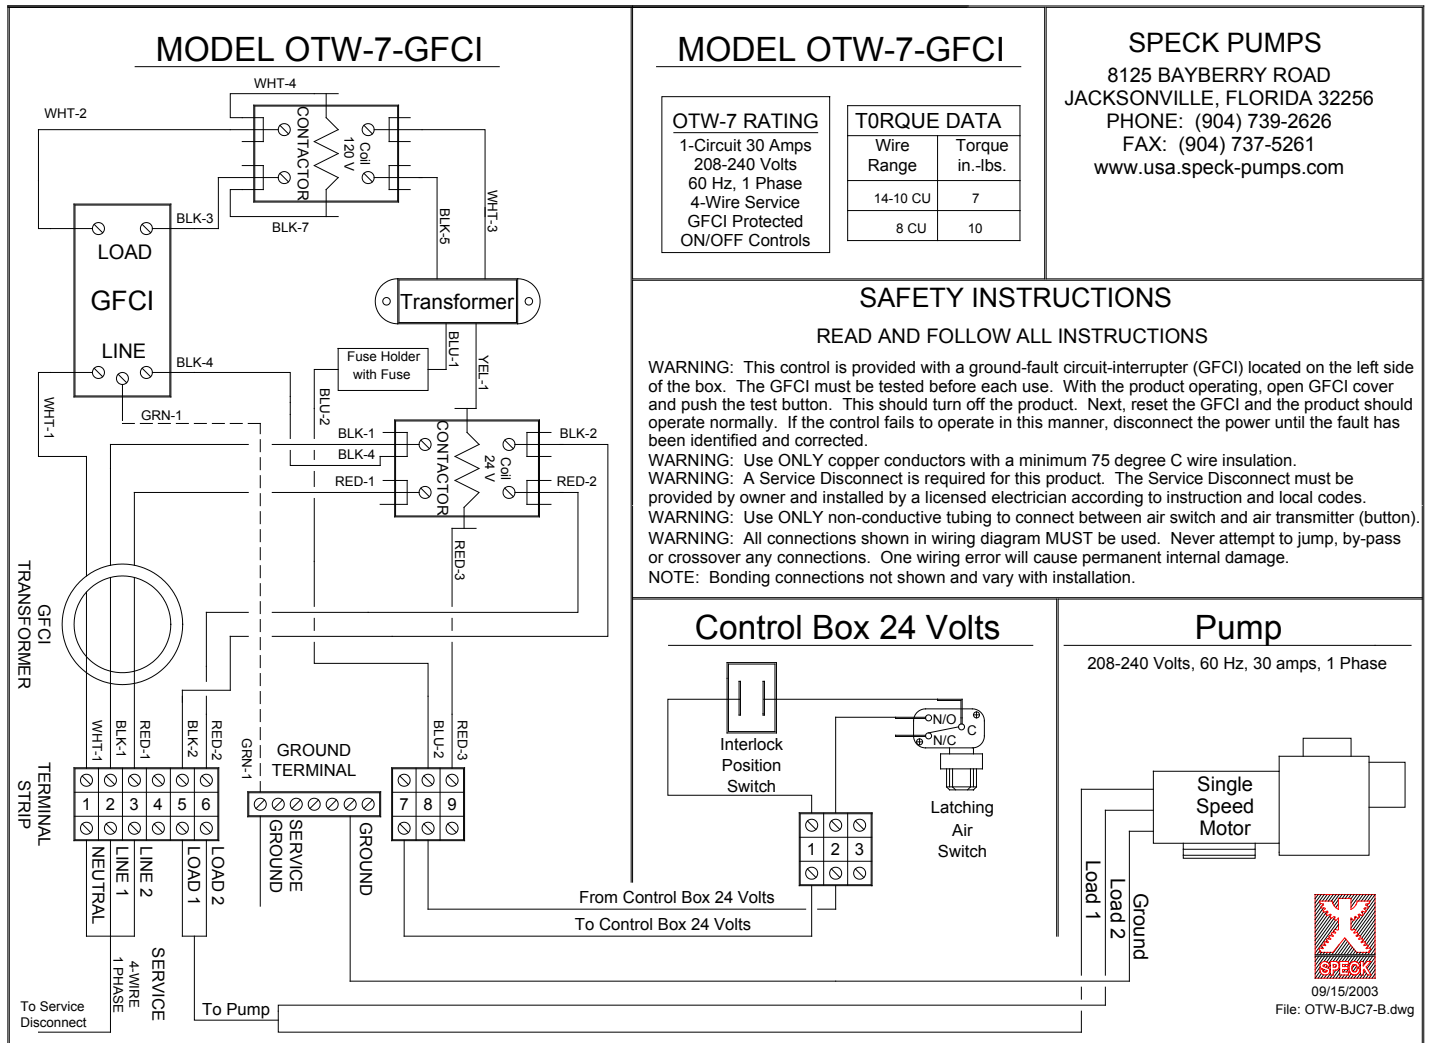 MODEL OTW-7-GFCI
WHT-4
WHT-2
CONTACTOR
Coil
120 V
BLK-3
BLK-7
BLK-5
WHT-3
LOAD
GFCI
LINE
Transformer
BLU-1
YEL-1
Fuse Holder
with Fuse
BLK-4
WHT-1
GRN-1
BLU-2
BLK-1
BLK-4
RED-1
CONTACTOR
Coil
24 V
BLK-2
RED-2
RED-3
GFCI
TRANSFORMER
WHT-1
BLK-1
RED-1
BLK-2
RED-2
GRN-1
GROUND
TERMINAL
BLU-2
RED-3
TERMINAL
STRIP
1 2 3 4 5 6
7 8 9
NEUTRAL
LINE 1
LINE 2
LOAD 1
LOAD 2
SERVICE
GROUND
GROUND
SERVICE
4-WIRE
1 PHASE
To Service
Disconnect
To Pump
From Control Box 24 Volts
To Control Box 24 Volts
MODEL OTW-7-GFCI
OTW-7 RATING
1-Circuit 30 Amps
208-240 Volts
60 Hz, 1 Phase
4-Wire Service
GFCI Protected
ON/OFF Controls
T0RQUE DATA
Wire Range
Torque in.-lbs.
14-10 CU 7
8 CU 10
SPECK PUMPS
8125 BAYBERRY ROAD
JACKSONVILLE, FLORIDA 32256
PHONE: (904) 739-2626
FAX: (904) 737-5261
www.usa.speck-pumps.com
SAFETY INSTRUCTIONS
READ AND FOLLOW ALL INSTRUCTIONS
WARNING: This control is provided with a ground-fault circuit-interrupter (GFCI) located on the left side
of the box. The GFCI must be tested before each use. With the product operating, open GFCI cover
and push the test button. This should turn off the product. Next, reset the GFCI and the product should
operate normally. If the control fails to operate in this manner, disconnect the power until the fault has
been identified and corrected.
WARNING: Use ONLY copper conductors with a minimum 75 degree C wire insulation.
WARNING: A Service Disconnect is required for this product. The Service Disconnect must be
provided by owner and installed by a licensed electrician according to instruction and local codes.
WARNING: Use ONLY non-conductive tubing to connect between air switch and air transmitter (button).
WARNING: All connections shown in wiring diagram MUST be used. Never attempt to jump, by-pass
or crossover any connections. One wiring error will cause permanent internal damage.
NOTE: Bonding connections not shown and vary with installation.
Control Box 24 Volts
Interlock
Position
Switch
N/O
C
N/C
Latching
Air
Switch
1 2 3
Pump
208-240 Volts, 60 Hz, 30 amps, 1 Phase
Single
Speed
Motor
Load 1
Load 2
Ground
SPECK
09/15/2003
File: OTW-BJC7-B.dwg